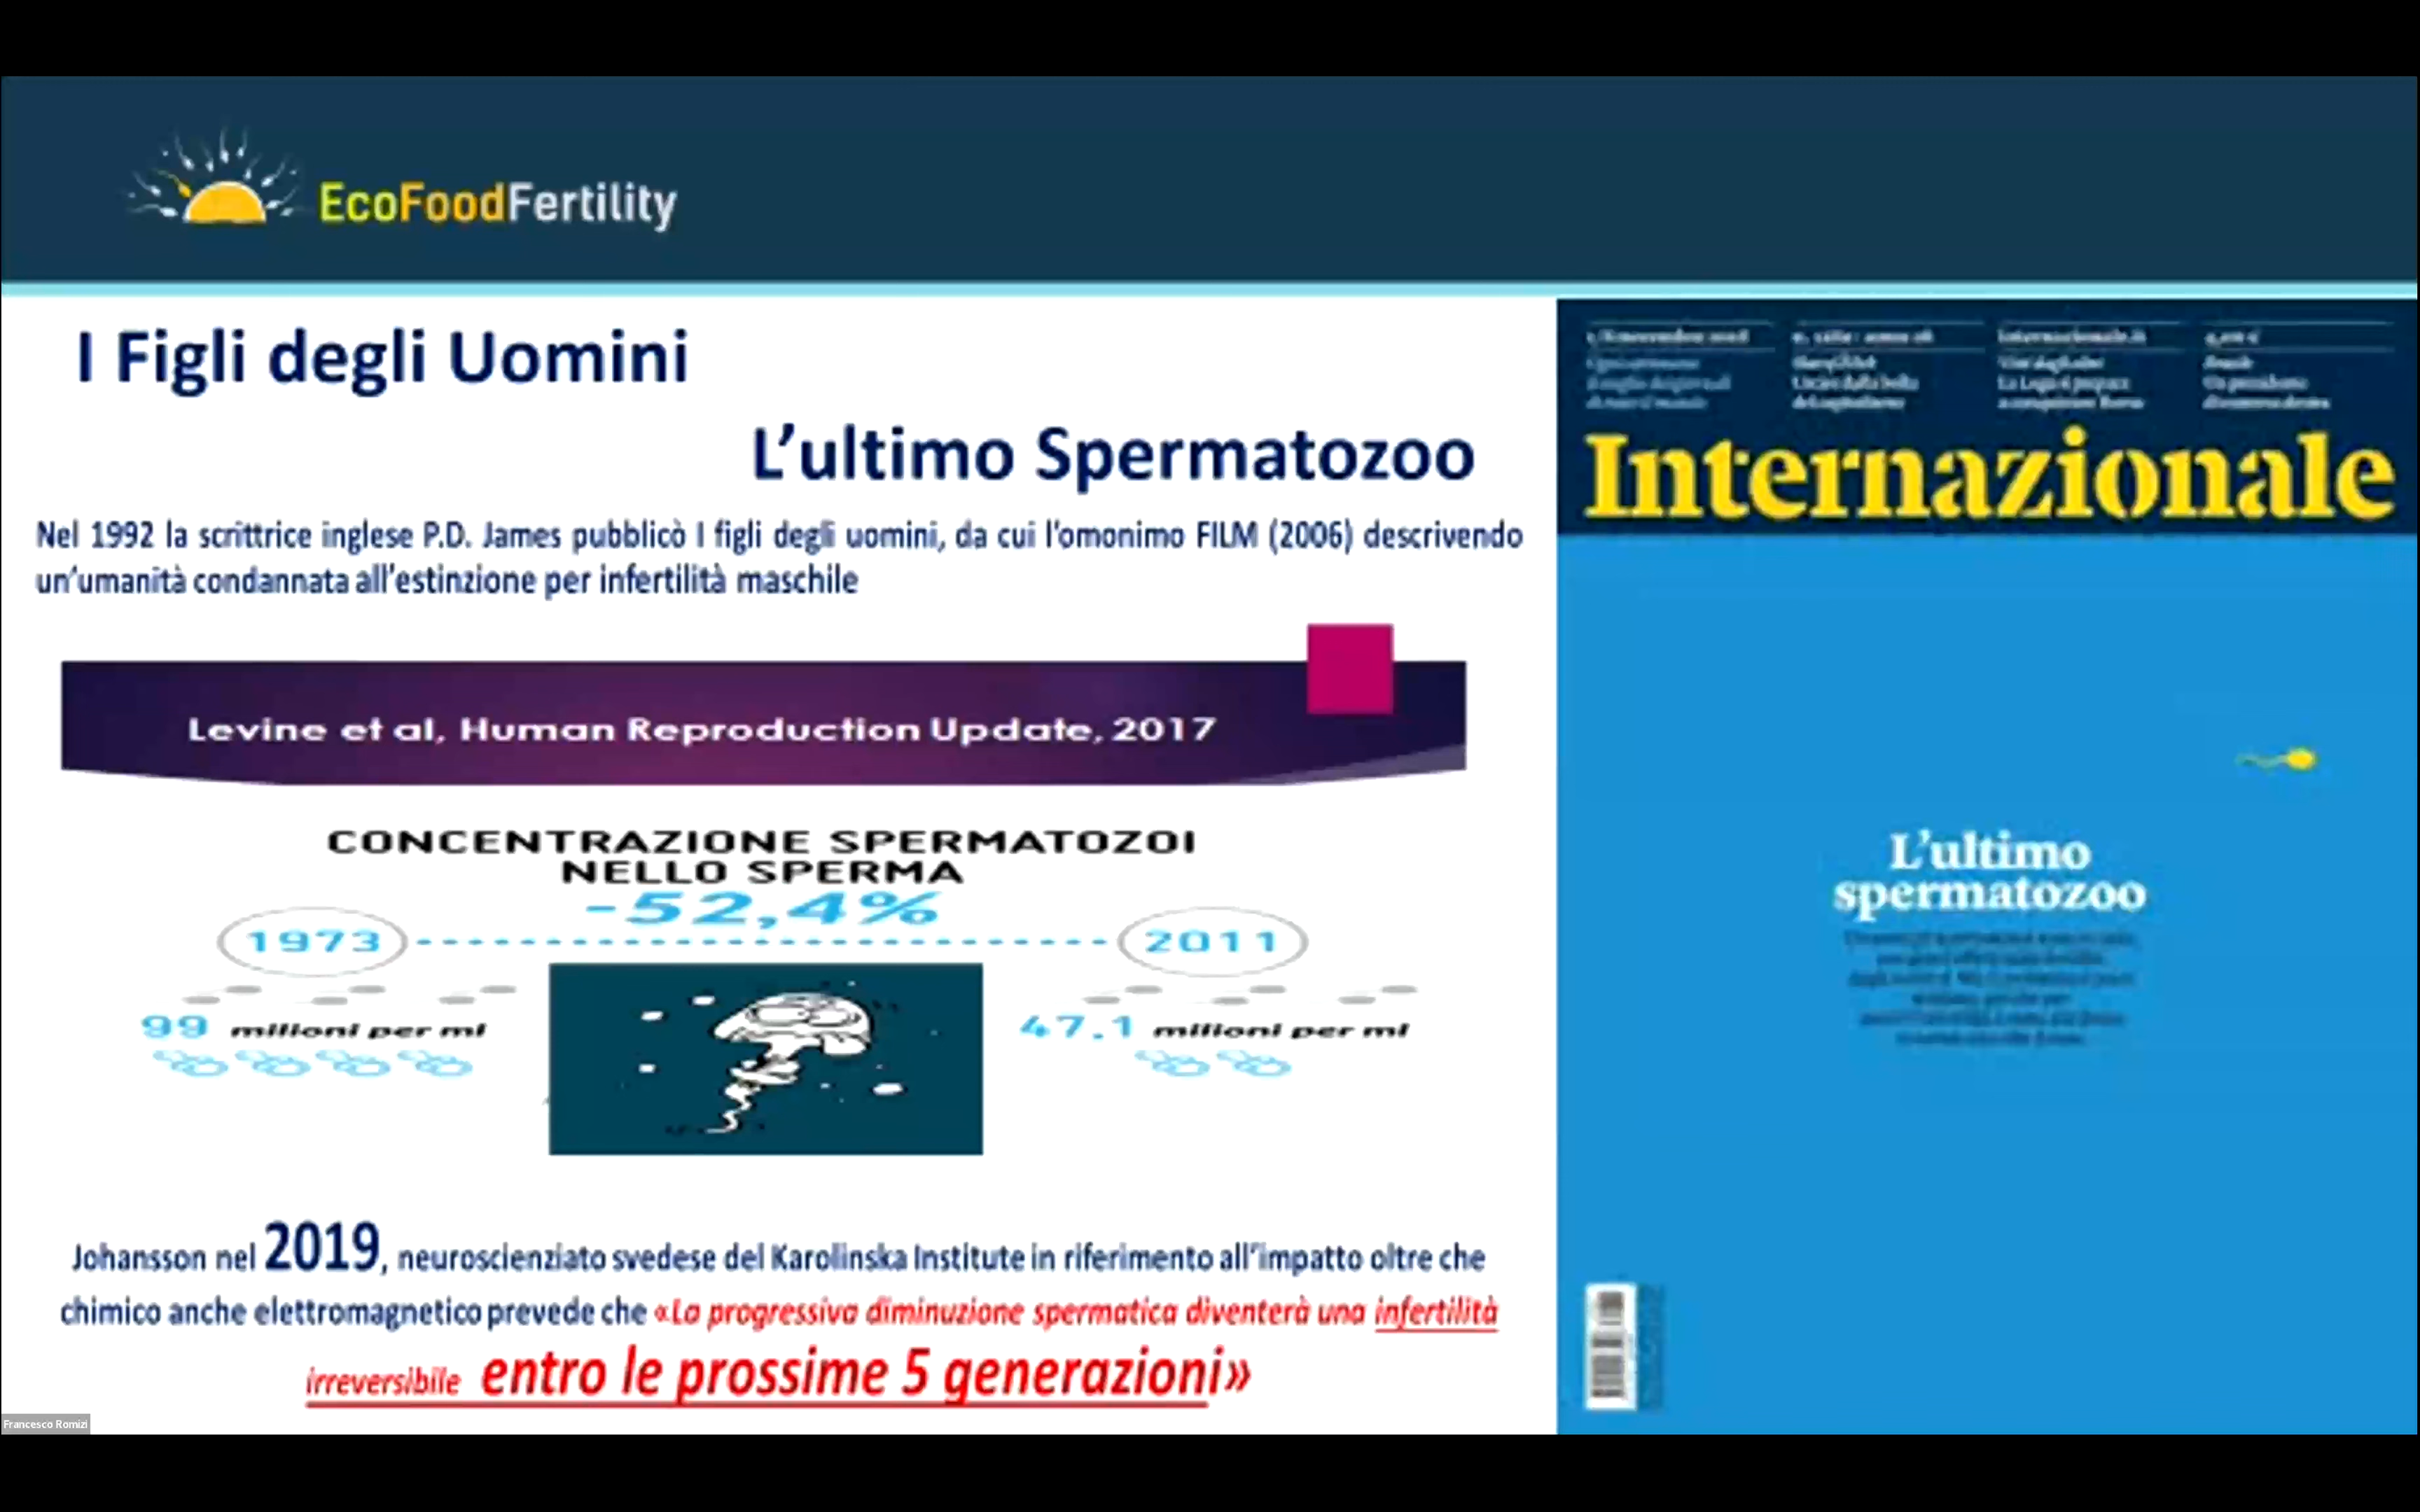 EcoFoodFertility
I Figli degli Uomini
L’ultimo Spermatozoo
Nel 1992 la scrittrice inglese P.D. James pubblicò I figli degli uomini, da cui l’omonimo FILM (2006) descrivendo
un’umanità condannata all’estinzione per infertilità maschile
Levine et al, Human Reproduction Update, 2017
CONCENTRAZIONE SPERMATOZOI
NELLO SPERMA
-52,4%
1973
2011
99 milioni per ml
47.1 milioni per ml
Johansson nel 2019, neuroscienziato svedese del Karolinska Institute in riferimento all’impatto oltre che
chimico anche elettromagnetico prevede che «La progressiva diminuzione spermatica diventerà una infertilità
irreversibile entro le prossime 5 generazioni»
Internazionale
L’ultimo
spermatozoo
Francesco Romizi